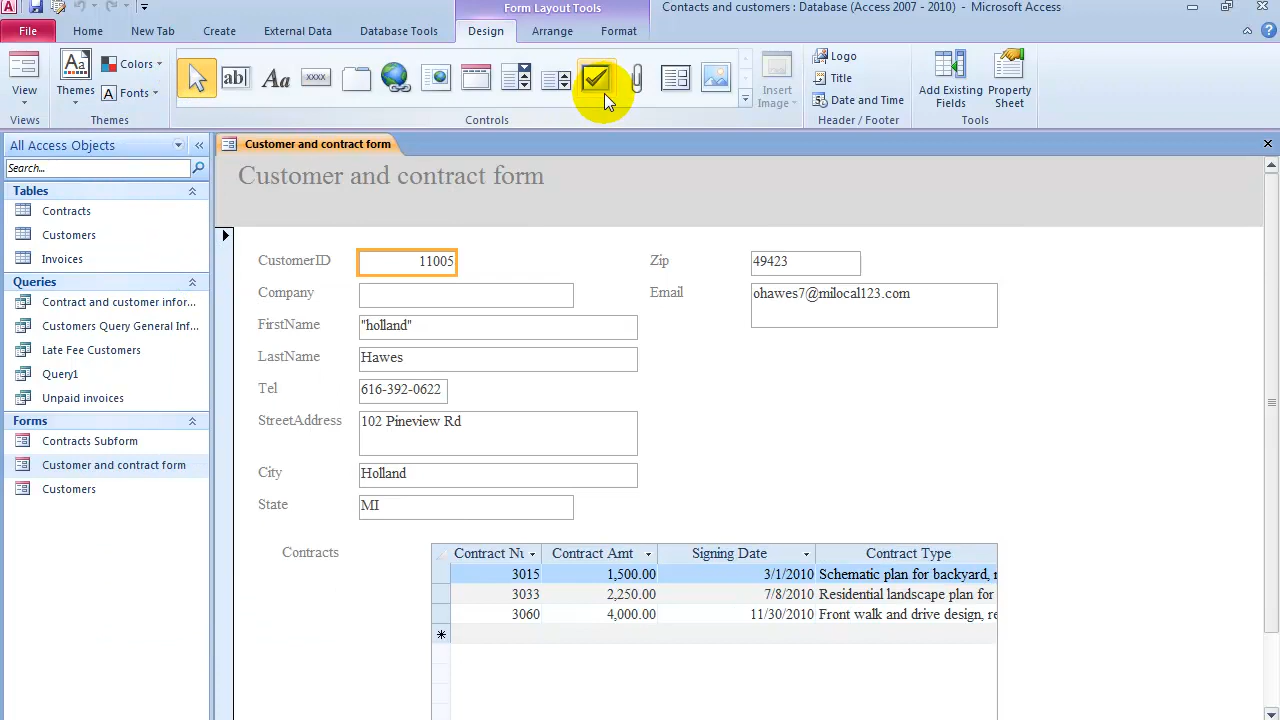 Form Layout Tools
Contacts and customers : Database (Access 2007 - 2010) - Microsoft Access
File Home New Tab Create External Data Database Tools Design Arrange Format
View
Views
Themes
Colors
Fonts
Themes
ab|
Aa
xxxx
Controls
Insert
Image
Logo
Title
Date and Time
Header / Footer
Add Existing
Fields
Property
Sheet
Tools
All Access Objects
Search...
Tables
Contracts
Customers
Invoices
Queries
Contract and customer infor...
Customers Query General Inf...
Late Fee Customers
Query1
Unpaid invoices
Forms
Contracts Subform
Customer and contract form
Customers
Customer and contract form
Customer and contract form
CustomerID 11005
Company
FirstName "holland"
LastName Hawes
Tel 616-392-0622
StreetAddress 102 Pineview Rd
City Holland
State MI
Zip 49423
Email ohawes7@milocal123.com
Contracts
Contract Nu Contract Amt Signing Date Contract Type
3015 1,500.00 3/1/2010 Schematic plan for backyard,
3033 2,250.00 7/8/2010 Residential landscape plan for
3060 4,000.00 11/30/2010 Front walk and drive design, re